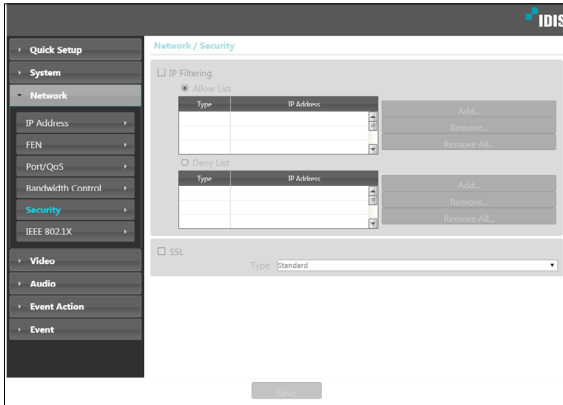 IDIS
Quick Setup
System
Network
IP Address
FEN
Port/QoS
Bandwidth Control
Security
IEEE 802.1X
Video
Audio
Event Action
Event
Network / Security
IP Filtering
Allow List
Type IP Address
Add...
Remove...
Remove All...
Deny List
Type IP Address
Add...
Remove...
Remove All...
SSL
Type Standard
Save